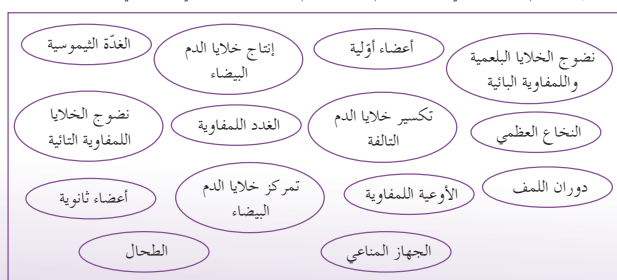 نضوج الخلايا البلعمية
واللمفاوية البائية
أعضاء أوّلية
إنتاج خلايا الدم
البيضاء
الغدّة الثيموسية
النخاع العظمي
تكسير خلايا الدم
التالفة
الغدد اللمفاوية
نضوج الخلايا
اللمفاوية التائية
دوران اللمف
الأوعية اللمفاوية
تمركز خلايا الدم
البيضاء
أعضاء ثانوية
الجهاز المناعي
الطحال